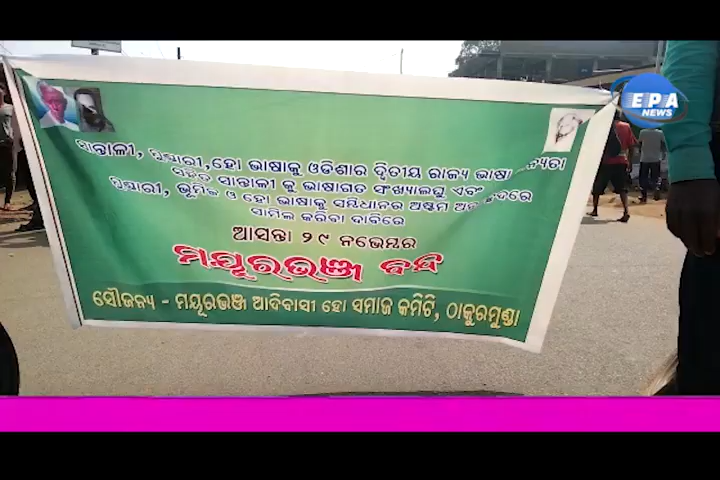 ସାନ୍ତାଳୀ, ମୁଣ୍ଡାରୀ, ହୋ ଭାଷାକୁ ଓଡିଶାର ଦ୍ୱିତୀୟ ରାଜ୍ୟ ଭାଷା
ସହିତ ସାନ୍ତାଳୀ କୁ ଭାଷାଗତ ସଂଖ୍ୟାଲଘୁ ଏବଂ
ମୁଣ୍ଡାରୀ, ଭୂମିଜ ଓ ହୋ ଭାଷାକୁ ସମ୍ବିଧାନର ଅଷ୍ଟମ
ସାମିଲ କରିବା ଦାବିରେ
ଆସନ୍ତା ୨୯ ନଭେମ୍ବର
ମୟୂରଭଞ୍ଜ ବନ୍ଦ
ସୌଜନ୍ୟ - ମୟୂରଭଞ୍ଜ ଆଦିବାସୀ ହୋ ସମାଜ କମିଟି, ଠାକୁରମୁଣ୍ଡା
EPA
NEWS